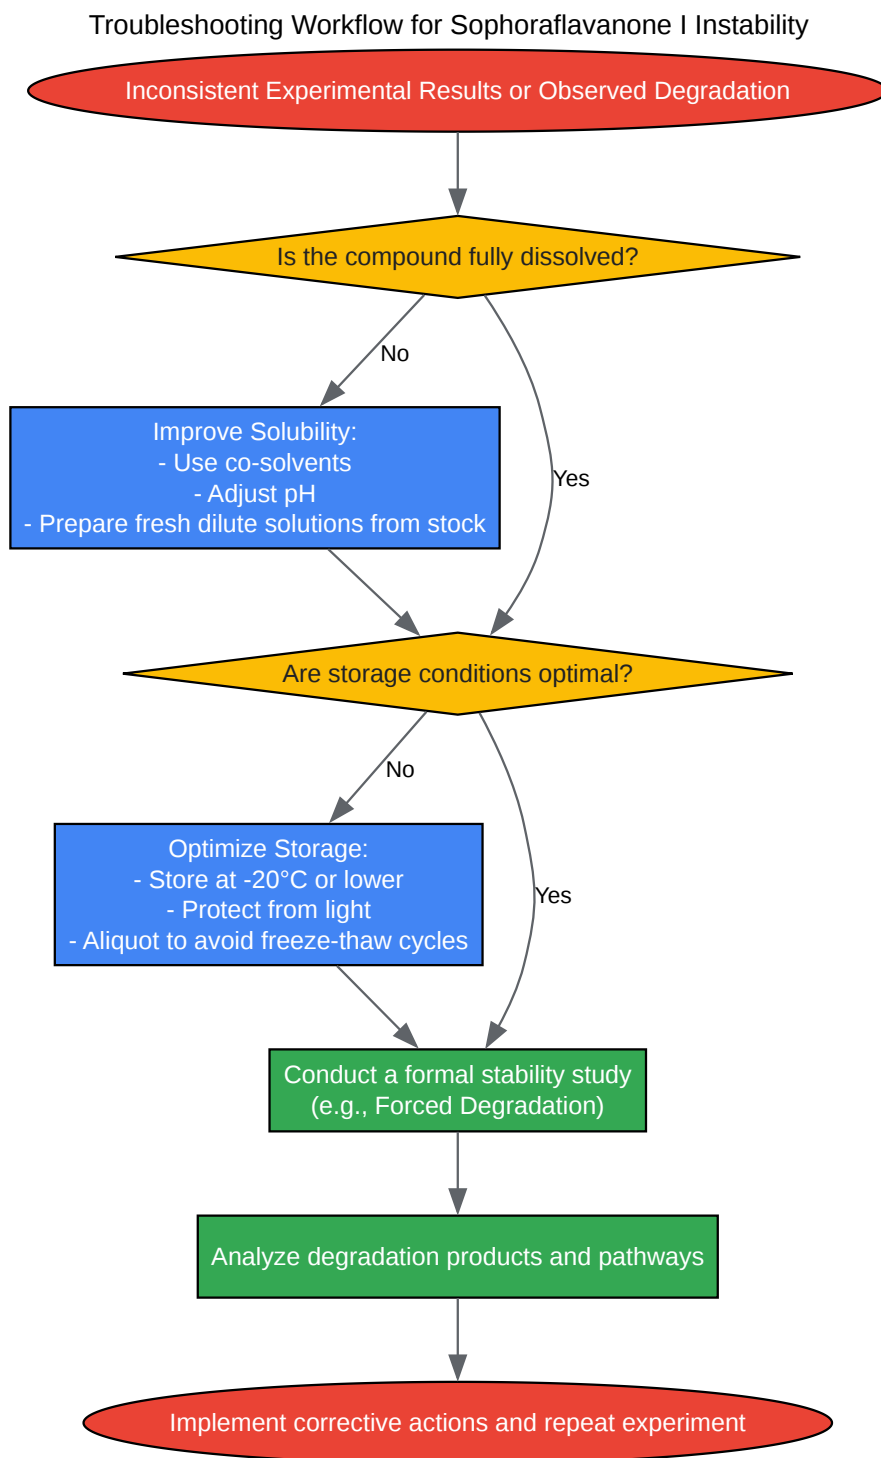 Troubleshooting Workflow for Sophoraflavanone I Instability
Inconsistent Experimental Results or Observed Degradation
Is the compound fully dissolved?
No
Improve Solubility:
- Use co-solvents
- Adjust pH
- Prepare fresh dilute solutions from stock
Yes
Are storage conditions optimal?
No
Optimize Storage:
- Store at -20°C or lower
- Protect from light
- Aliquot to avoid freeze-thaw cycles
Yes
Conduct a formal stability study
(e.g., Forced Degradation)
Analyze degradation products and pathways
Implement corrective actions and repeat experiment